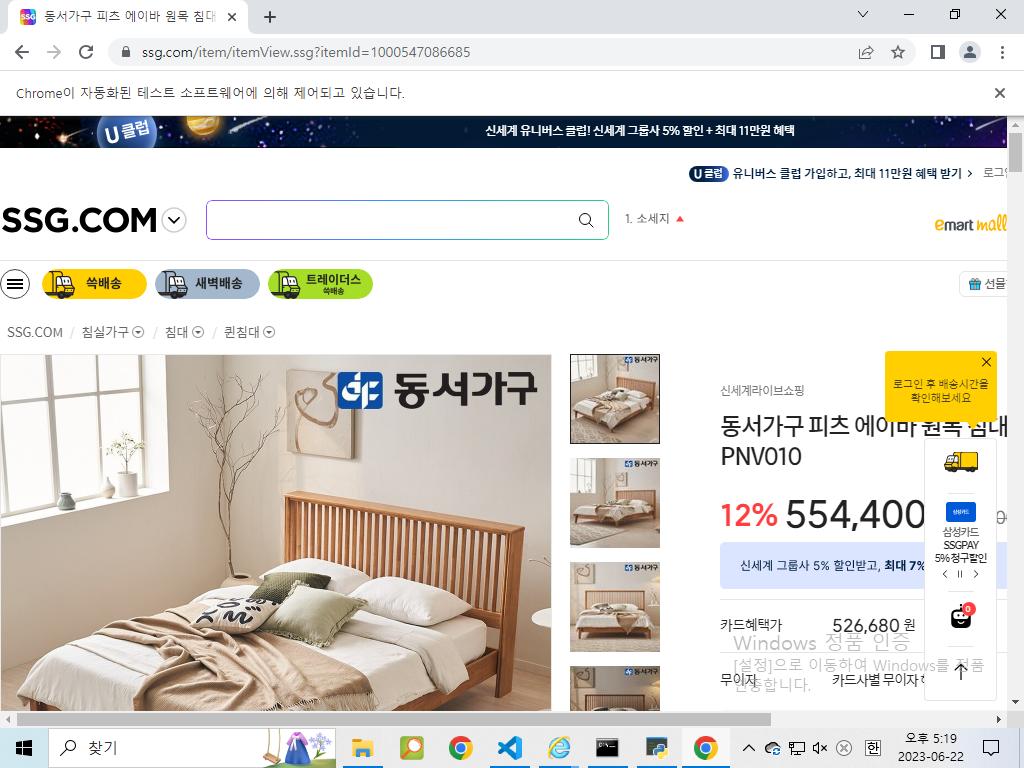 동서가구 피츠 에이바 원목 침대
ssg.com/item/itemView.ssg?itemId=1000547086685
Chrome이 자동화된 테스트 소프트웨어에 의해 제어되고 있습니다.
U클럽
신세계 유니버스 클럽! 신세계 그룹사 5% 할인 + 최대 11만원 혜택
U 클럽 유니버스 클럽 가입하고, 최대 11만원 혜택 받기 >
로그인
SSG.COM
1. 소세지
emart mall
쓱배송
새벽배송
트레이더스
쓱배송
선물
SSG.COM / 침실가구 / 침대 / 퀸침대
동서가구
신세계라이브쇼핑
동서가구 피츠 에이바 원목 침대
PNV010
로그인 후 배송시간을
확인해보세요
12% 554,400
신세계 그룹사 5% 할인받고, 최대 7%
삼성카드
삼성카드
SSGPAY
5% 청구할인
카드혜택가 526,680 원
0
무이자 카드사별 무이자
Windows 정품 인증
[설정]으로 이동하여 Windows를 정품
인증합니다.
찾기
한
오후 5:19
2023-06-22